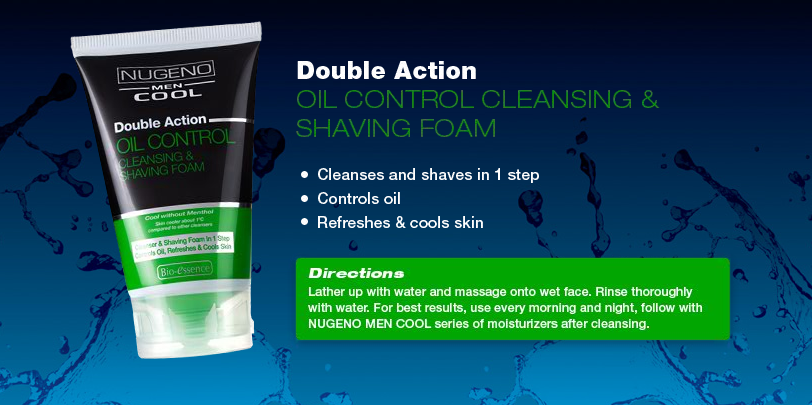 NUGENO
MEN
COOL
Double Action
OIL CONTROL
CLEANSING &
SHAVING FOAM
Cool without Menthol
Skin cooler about 1°C
compared to other cleansers
Cleanser & Shaving Foam in 1 Step
Controls Oil, Refreshes & Cools Skin
Bio-essence
Double Action
OIL CONTROL CLEANSING &
SHAVING FOAM
• Cleanses and shaves in 1 step
• Controls oil
• Refreshes & cools skin
Directions
Lather up with water and massage onto wet face. Rinse thoroughly
with water. For best results, use every morning and night, follow with
NUGENO MEN COOL series of moisturizers after cleansing.